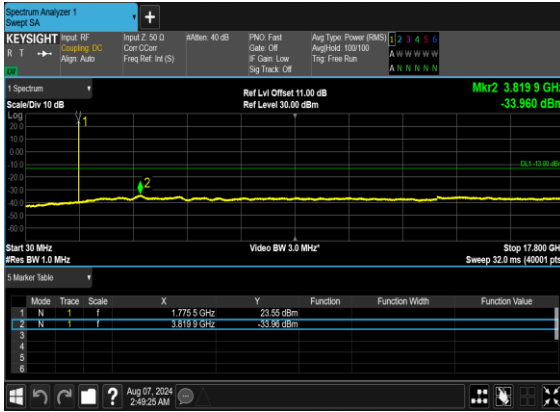 Spectrum Analyzer 1
Swept SA
+
KEYSIGHT Input: RF Input Z: 50 Ω #Atten: 40 dB PNO: Fast Avg Type: Power (RMS) 1 2 3 4 5 6
R T Coupling: DC Corr CCorr Gate: Off Avg|Hold: 100/100 A W W W W W
Align: Auto Freq Ref: Int (S) IF Gain: Low Trig: Free Run
Sig Track: Off A N N N N N
1 Spectrum Ref Lvl Offset 11.00 dB Mkr2 3.819 9 GHz
Scale/Div 10 dB Ref Level 30.00 dBm -33.960 dBm
Log
20.0
10.0
0.00
-10.0
DL1 -13.00 dBm
-20.0
-30.0
-40.0
-50.0
-60.0
1
2
Start 30 MHz Video BW 3.0 MHz* Stop 17.800 GH
#Res BW 1.0 MHz Sweep 32.0 ms (40001 pts
5 Marker Table
Mode Trace Scale X Y Function Function Width Function Value
1 N 1 f 1.775 5 GHz 23.55 dBm
2 N 1 f 3.819 9 GHz -33.96 dBm
3
4
5
6
? Aug 07, 2024
2:49:25 AM